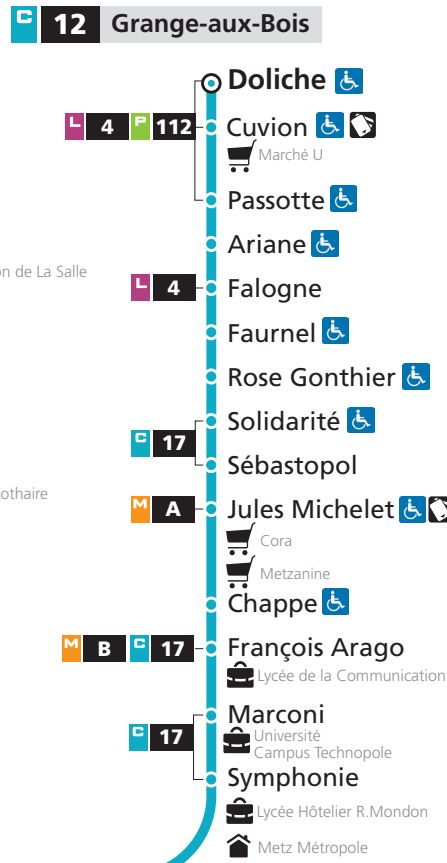 C 12 Grange-aux-Bois
Doliche
L 4 P 112 Cuvion
Marché U
Passotte
Ariane
on de La Salle
L 4 Falogne
Faurnel
Rose Gonthier
Solidarité
C 17
Sébastopol
othaire
M A Jules Michelet
Cora
Metzanine
Chappe
M B C 17 François Arago
Lycée de la Communication
Marconi
C 17
Université
Campus Technopole
Symphonie
Lycée Hôtelier R.Mondon
Metz Métropole